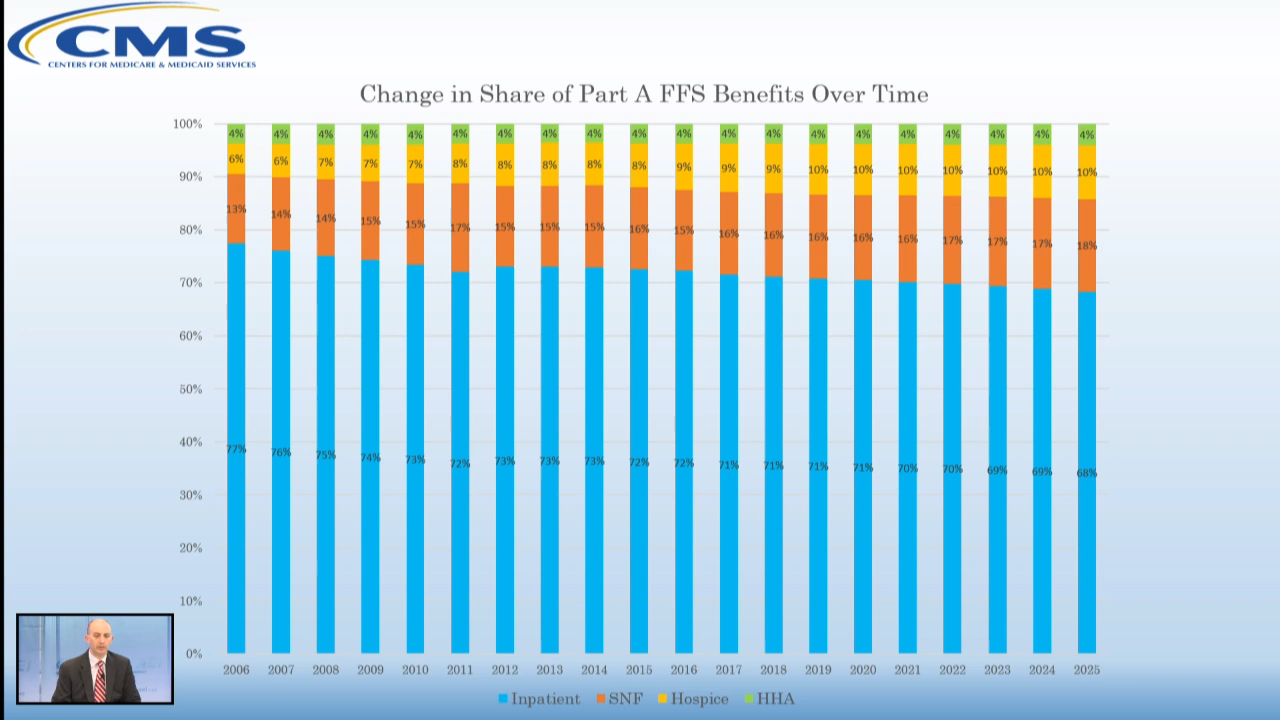 CMS
CENTERS FOR MEDICARE & MEDICAID SERVICES
Change in Share of Part A FFS Benefits Over Time
100%
90%
80%
70%
60%
50%
40%
30%
20%
10%
0%
4% 4% 4% 4% 4% 4% 4% 4% 4% 4% 4% 4% 4% 4% 4% 4% 4% 4% 4% 4%
6% 6% 7% 7% 7% 8% 8% 8% 8% 8% 9% 9% 9% 10% 10% 10% 10% 10% 10% 10%
13% 14% 14% 15% 15% 17% 15% 15% 15% 16% 15% 16% 16% 16% 16% 16% 17% 17% 17% 18%
77% 76% 75% 74% 73% 72% 73% 73% 73% 72% 72% 71% 71% 71% 71% 70% 70% 69% 69% 68%
2006 2007 2008 2009 2010 2011 2012 2013 2014 2015 2016 2017 2018 2019 2020 2021 2022 2023 2024 2025
Inpatient SNF Hospice HHA